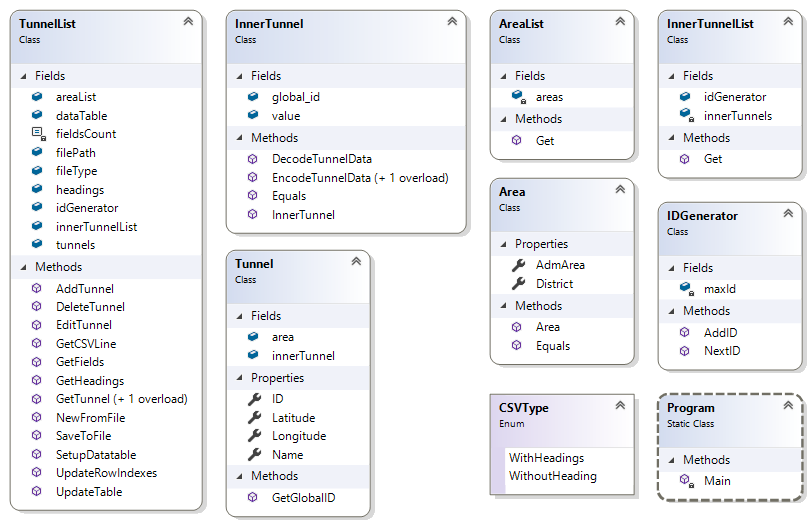 TunnelList
Class
Fields
areaList
dataTable
fieldsCount
filePath
fileType
headings
idGenerator
innerTunnelList
tunnels
Methods
AddTunnel
DeleteTunnel
EditTunnel
GetCSVLine
GetFields
GetHeadings
GetTunnel (+ 1 overload)
NewFromFile
SaveToFile
SetupDatatable
UpdateRowIndexes
UpdateTable
InnerTunnel
Class
Fields
global_id
value
Methods
DecodeTunnelData
EncodeTunnelData (+ 1 overload)
Equals
InnerTunnel
Tunnel
Class
Fields
area
innerTunnel
Properties
ID
Latitude
Longitude
Name
Methods
GetGlobalID
AreaList
Class
Fields
areas
Methods
Get
Area
Class
Properties
AdmArea
District
Methods
Area
Equals
CSVType
Enum
WithHeadings
WithoutHeading
InnerTunnelList
Class
Fields
idGenerator
innerTunnels
Methods
Get
IDGenerator
Class
Fields
maxId
Methods
AddID
NextID
Program
Static Class
Methods
Main